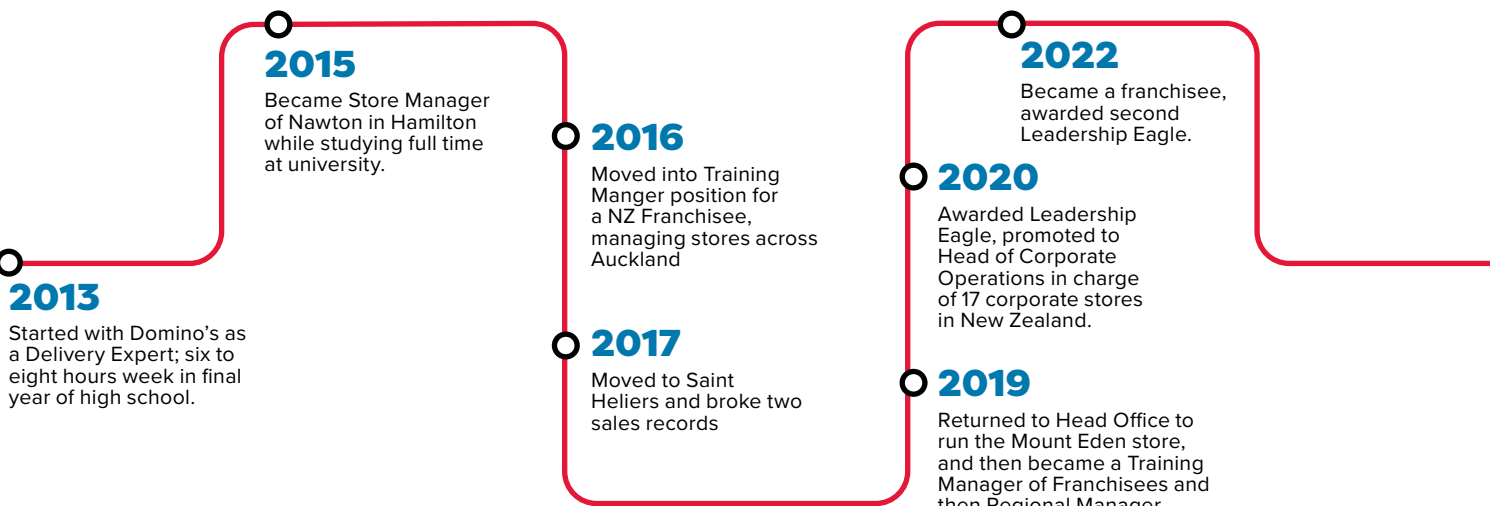 2013
Started with Domino’s as
a Delivery Expert; six to
eight hours week in final
year of high school.
2015
Became Store Manager
of Nawton in Hamilton
while studying full time
at university.
2016
Moved into Training
Manger position for
a NZ Franchisee,
managing stores across
Auckland
2017
Moved to Saint
Heliers and broke two
sales records
2019
Returned to Head Office to
run the Mount Eden store,
and then became a Training
Manager of Franchisees and
then Regional Manager
2020
Awarded Leadership
Eagle, promoted to
Head of Corporate
Operations in charge
of 17 corporate stores
in New Zealand.
2022
Became a franchisee,
awarded second
Leadership Eagle.